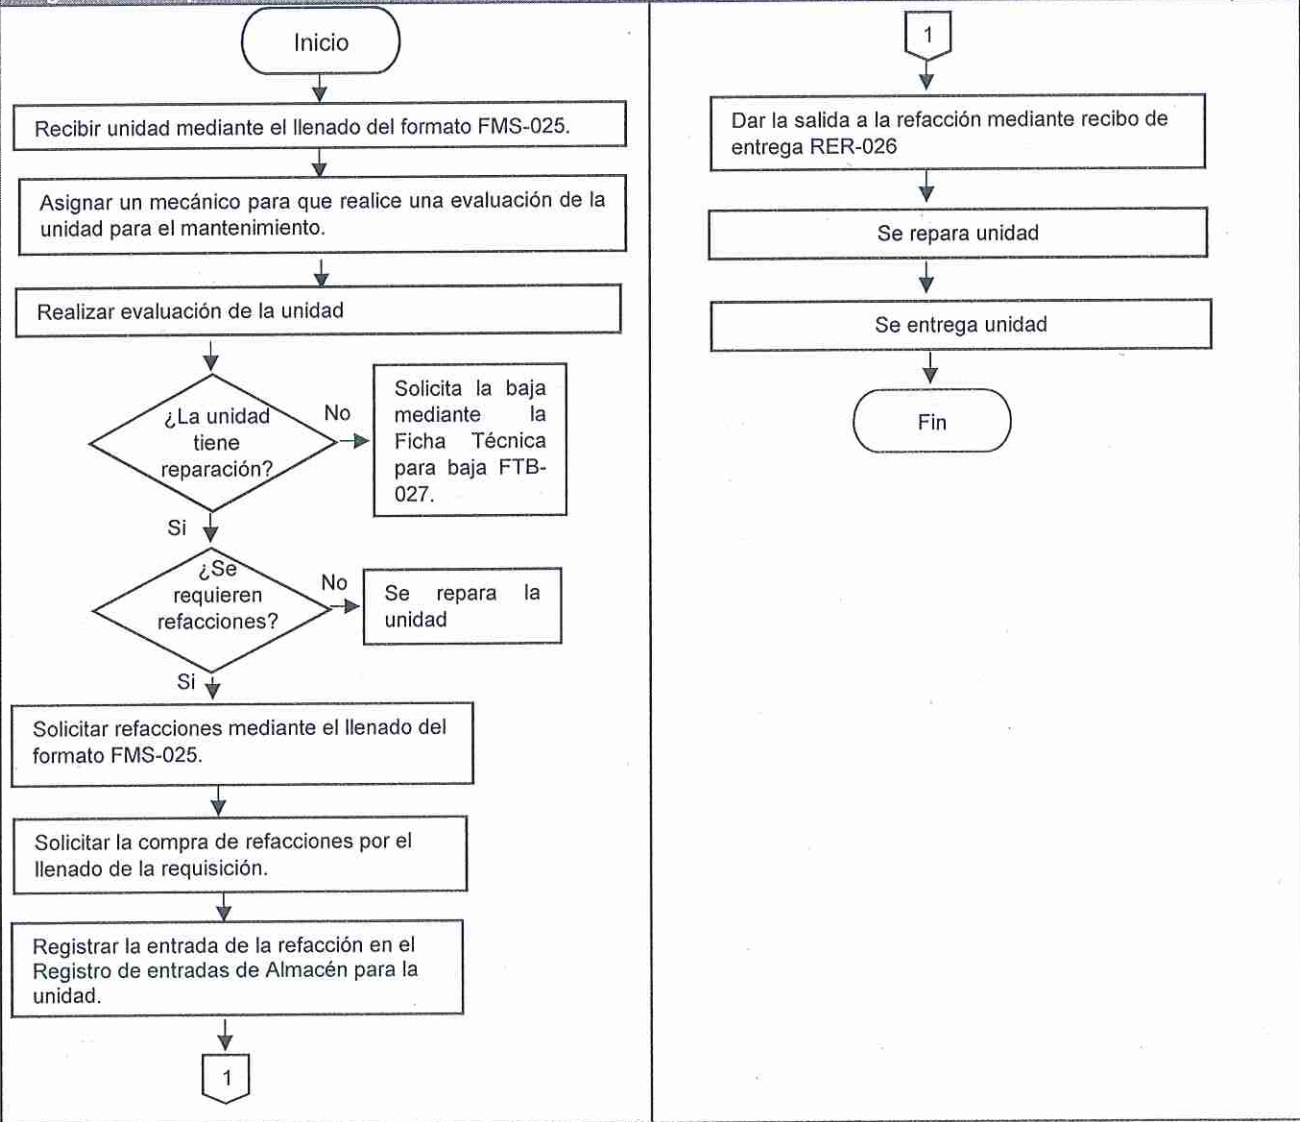 Inicio
Recibir unidad mediante el llenado del formato FMS-025.
Asignar un mecánico para que realice una evaluación de la
unidad para el mantenimiento.
Realizar evaluación de la unidad
¿La unidad
tiene
reparación?
No
Solicita la baja
mediante la
Ficha Técnica
para baja FTB-
027.
Si
¿Se
requieren
refacciones?
No
Se repara la
unidad
Si
Solicitar refacciones mediante el llenado del
formato FMS-025.
Solicitar la compra de refacciones por el
llenado de la requisición.
Registrar la entrada de la refacción en el
Registro de entradas de Almacén para la
unidad.
1
1
Dar la salida a la refacción mediante recibo de
entrega RER-026
Se repara unidad
Se entrega unidad
Fin